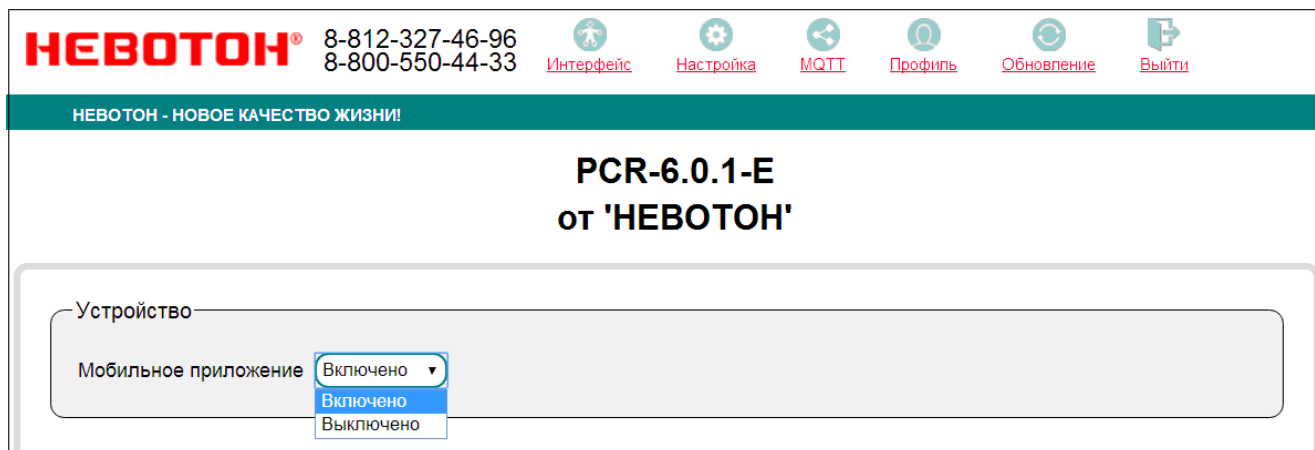 НЕВОТОН® 8-812-327-46-96
8-800-550-44-33
Интерфейс Настройка MQTT Профиль Обновление Выйти
НЕВОТОН - НОВОЕ КАЧЕСТВО ЖИЗНИ!
PCR-6.0.1-E
от 'НЕВОТОН'
Устройство
Мобильное приложение Включено
Включено
Выключено